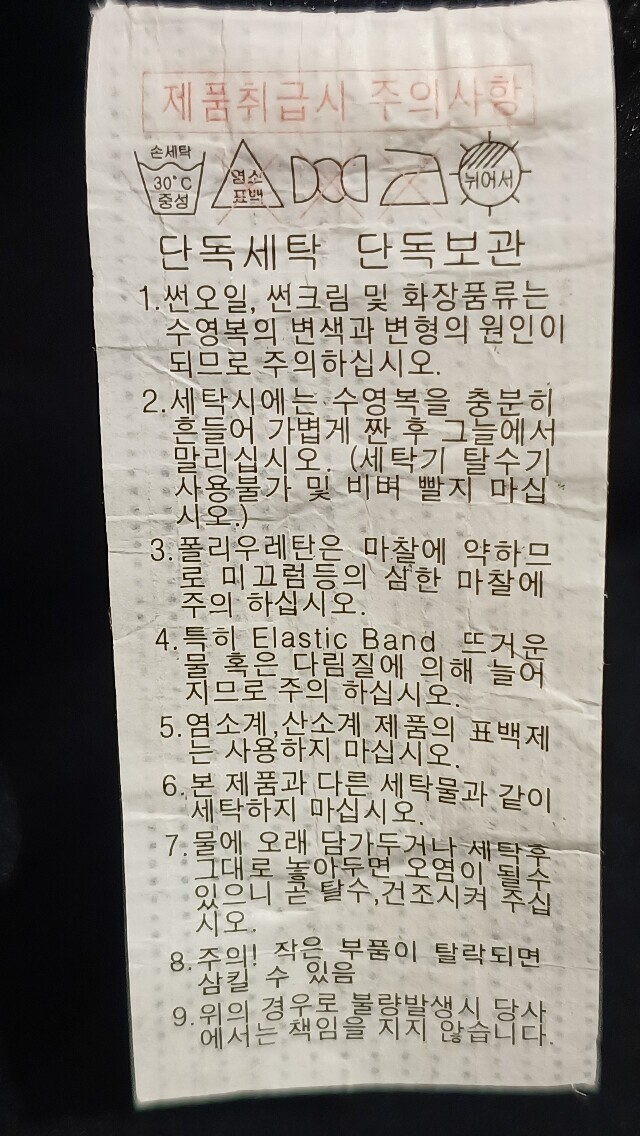 제품취급시 주의사항
손세탁
30°C
중성
염소
표백
뉘어서
단독세탁 단독보관
1.썬오일, 썬크림 및 화장품류는
수영복의 변색과 변형의 원인이
되므로 주의하십시오.
2.세탁시에는 수영복을 충분히
흔들어 가볍게 짠 후 그늘에서
말리십시오. (세탁기 탈수기
사용불가 및 비벼 빨지 마십
시오.)
3.폴리우레탄은 마찰에 약하므
로 미끄럼등의 심한 마찰에
주의 하십시오.
4.특히 Elastic Band 뜨거운
물 혹은 다림질에 의해 늘어
지므로 주의 하십시오.
5.염소계,산소계 제품의 표백제
는 사용하지 마십시오.
6.본 제품과 다른 세탁물과 같이
세탁하지 마십시오.
7.물에 오래 담가두거나 세탁후
그대로 놓아두면 오염이 될수
있으니 곧 탈수,건조시켜 주십
시오.
8.주의! 작은 부품이 탈락되면
삼킬 수 있음
9.위의 경우로 불량발생시 당사
에서는 책임을 지지 않습니다.